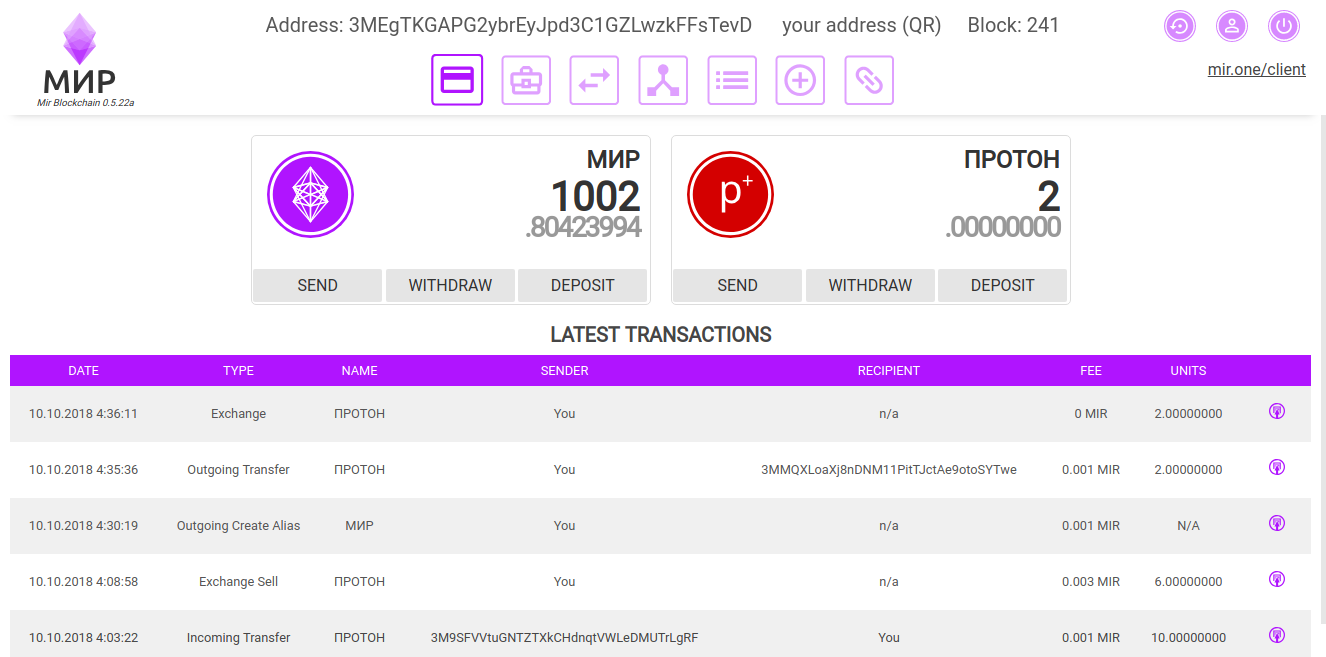 Address: 3MEgTKGAPG2ybrEyJpd3C1GZLwzkFFsTevD your address (QR) Block: 241
МИР
Mir Blockchain 0.5.22a
mir.one/client
МИР
1002
.80423994
SEND WITHDRAW DEPOSIT
p+
ПРОТОН
2
.00000000
SEND WITHDRAW DEPOSIT
LATEST TRANSACTIONS
DATE TYPE NAME SENDER RECIPIENT FEE UNITS
10.10.2018 4:36:11 Exchange ПРОТОН You n/a 0 MIR 2.00000000
10.10.2018 4:35:36 Outgoing Transfer ПРОТОН You 3MMQXLoaXj8nDNM11PitTJctAe9otoSYTwe 0.001 MIR 2.00000000
10.10.2018 4:30:19 Outgoing Create Alias МИР You n/a 0.001 MIR N/A
10.10.2018 4:08:58 Exchange Sell ПРОТОН You n/a 0.003 MIR 6.00000000
10.10.2018 4:03:22 Incoming Transfer ПРОТОН 3M9SFVVtuGNTZTXkCHdnqtVWLeDMUTrLgRF You 0.001 MIR 10.00000000